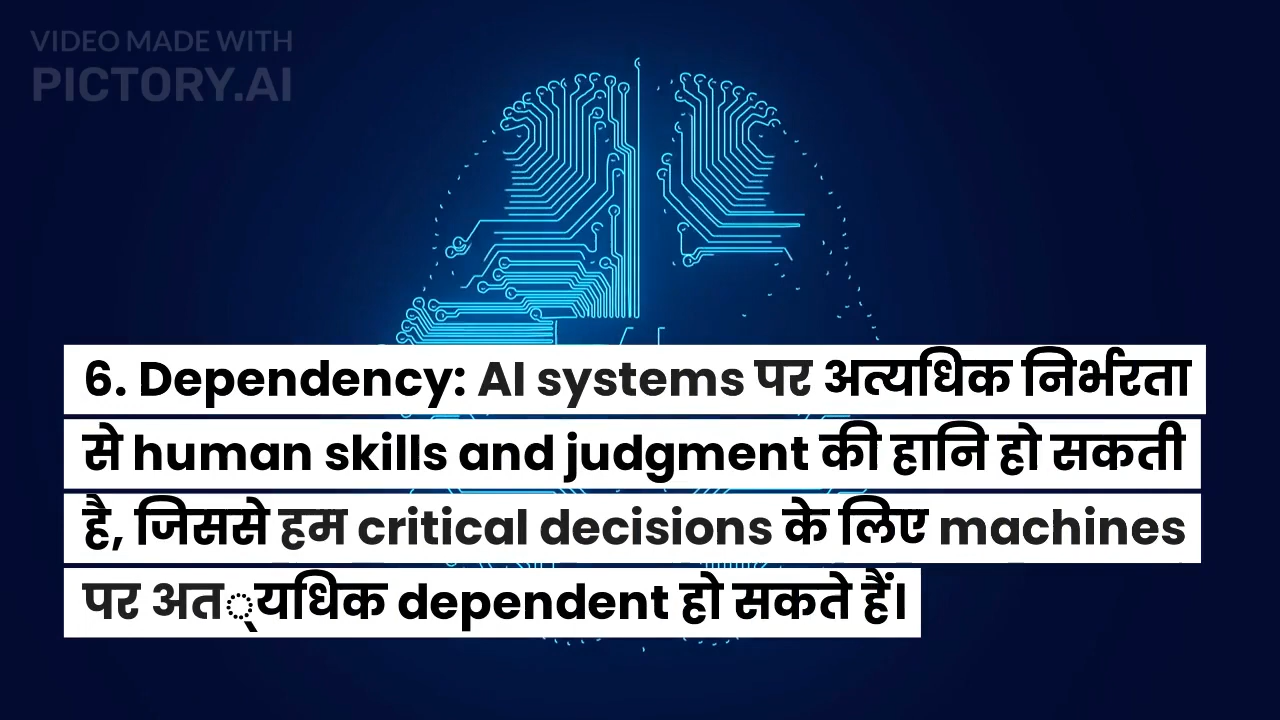 VIDEO MADE WITH
PICTORY.AI
6. Dependency: AI systems पर अत्यधिक निर्भरता
से human skills and judgment की हानि हो सकती
है, जिससे हम critical decisions के लिए machines
पर अत्यधिक dependent हो सकते हैं।